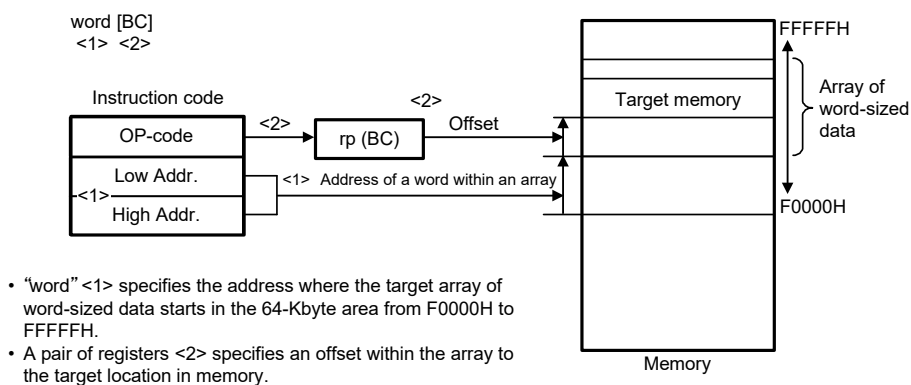 word [BC]
<1> <2>
FFFFFH
Array of
word-sized
data
Instruction code
<2>
Target memory
OP-code
<2>
rp (BC)
Offset
Low Addr.
<1>
<1> Address of a word within an array
High Addr.
F0000H
• “word” <1> specifies the address where the target array of
word-sized data starts in the 64-Kbyte area from F0000H to
FFFFFH.
• A pair of registers <2> specifies an offset within the array to
the target location in memory.
Memory